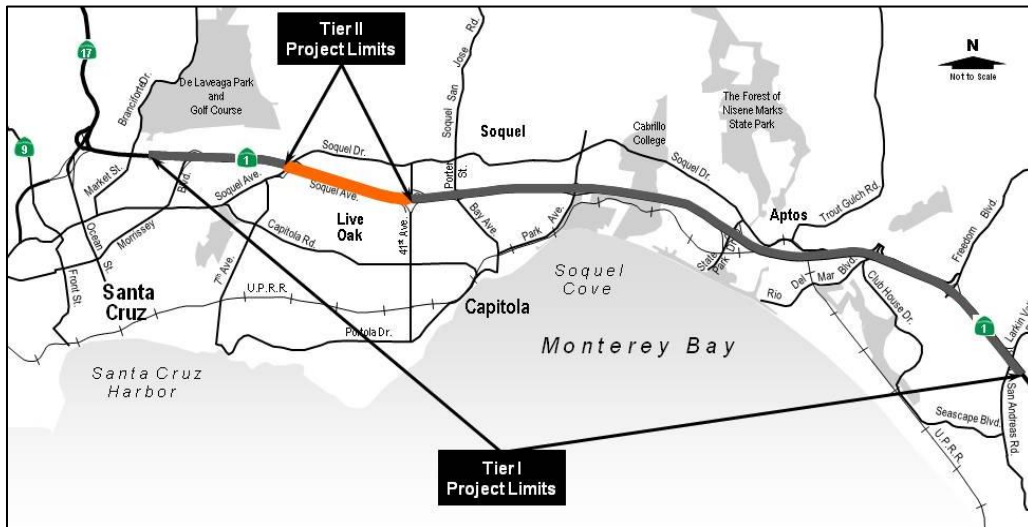 17
Tier II
Project Limits
N
Not to Scale
De Laveaga Park
and
Golf Course
Branciforte Dr.
Soquel San Jose Rd.
The Forest of
Nisene Marks
State Park
Cabrillo
College
Soquel
9
Market St.
1
Soquel Dr.
Porter St.
Soquel Dr.
Trout Gulch Rd.
Soquel Ave.
Blvd.
Morrissey
Soquel Ave.
Live
Oak
41st Ave.
Bay Ave.
Park Ave.
Aptos
Freedom Blvd.
Ocean St.
Capitola Rd.
7th Ave.
State
Park Dr.
Rio Del Mar Blvd.
Club House Dr.
Front St.
Santa
Cruz
U.P.R.R.
Capitola
Soquel
Cove
1
Portola Dr.
Monterey Bay
San Andreas Rd.
Santa Cruz
Harbor
Seascape Blvd.
U.P.R.R.
Tier I
Project Limits
Larkin